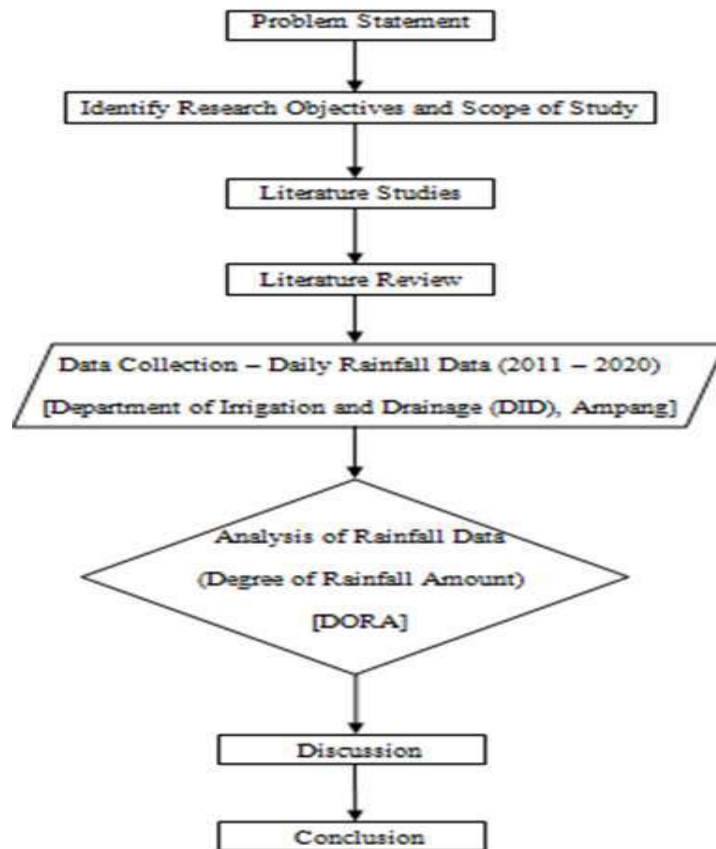 Problem Statement
Identify Research Objectives and Scope of Study
Literature Studies
Literature Review
Data Collection – Daily Rainfall Data (2011 – 2020)
[Department of Irrigation and Drainage (DID), Ampang]
Analysis of Rainfall Data
(Degree of Rainfall Amount)
[DORA]
Discussion
Conclusion